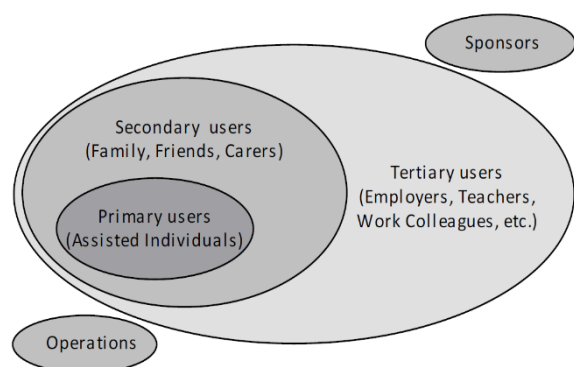 Sponsors
Secondary users
(Family, Friends, Carers)
Tertiary users
(Employers, Teachers,
Work Colleagues, etc.)
Primary users
(Assisted Individuals)
Operations